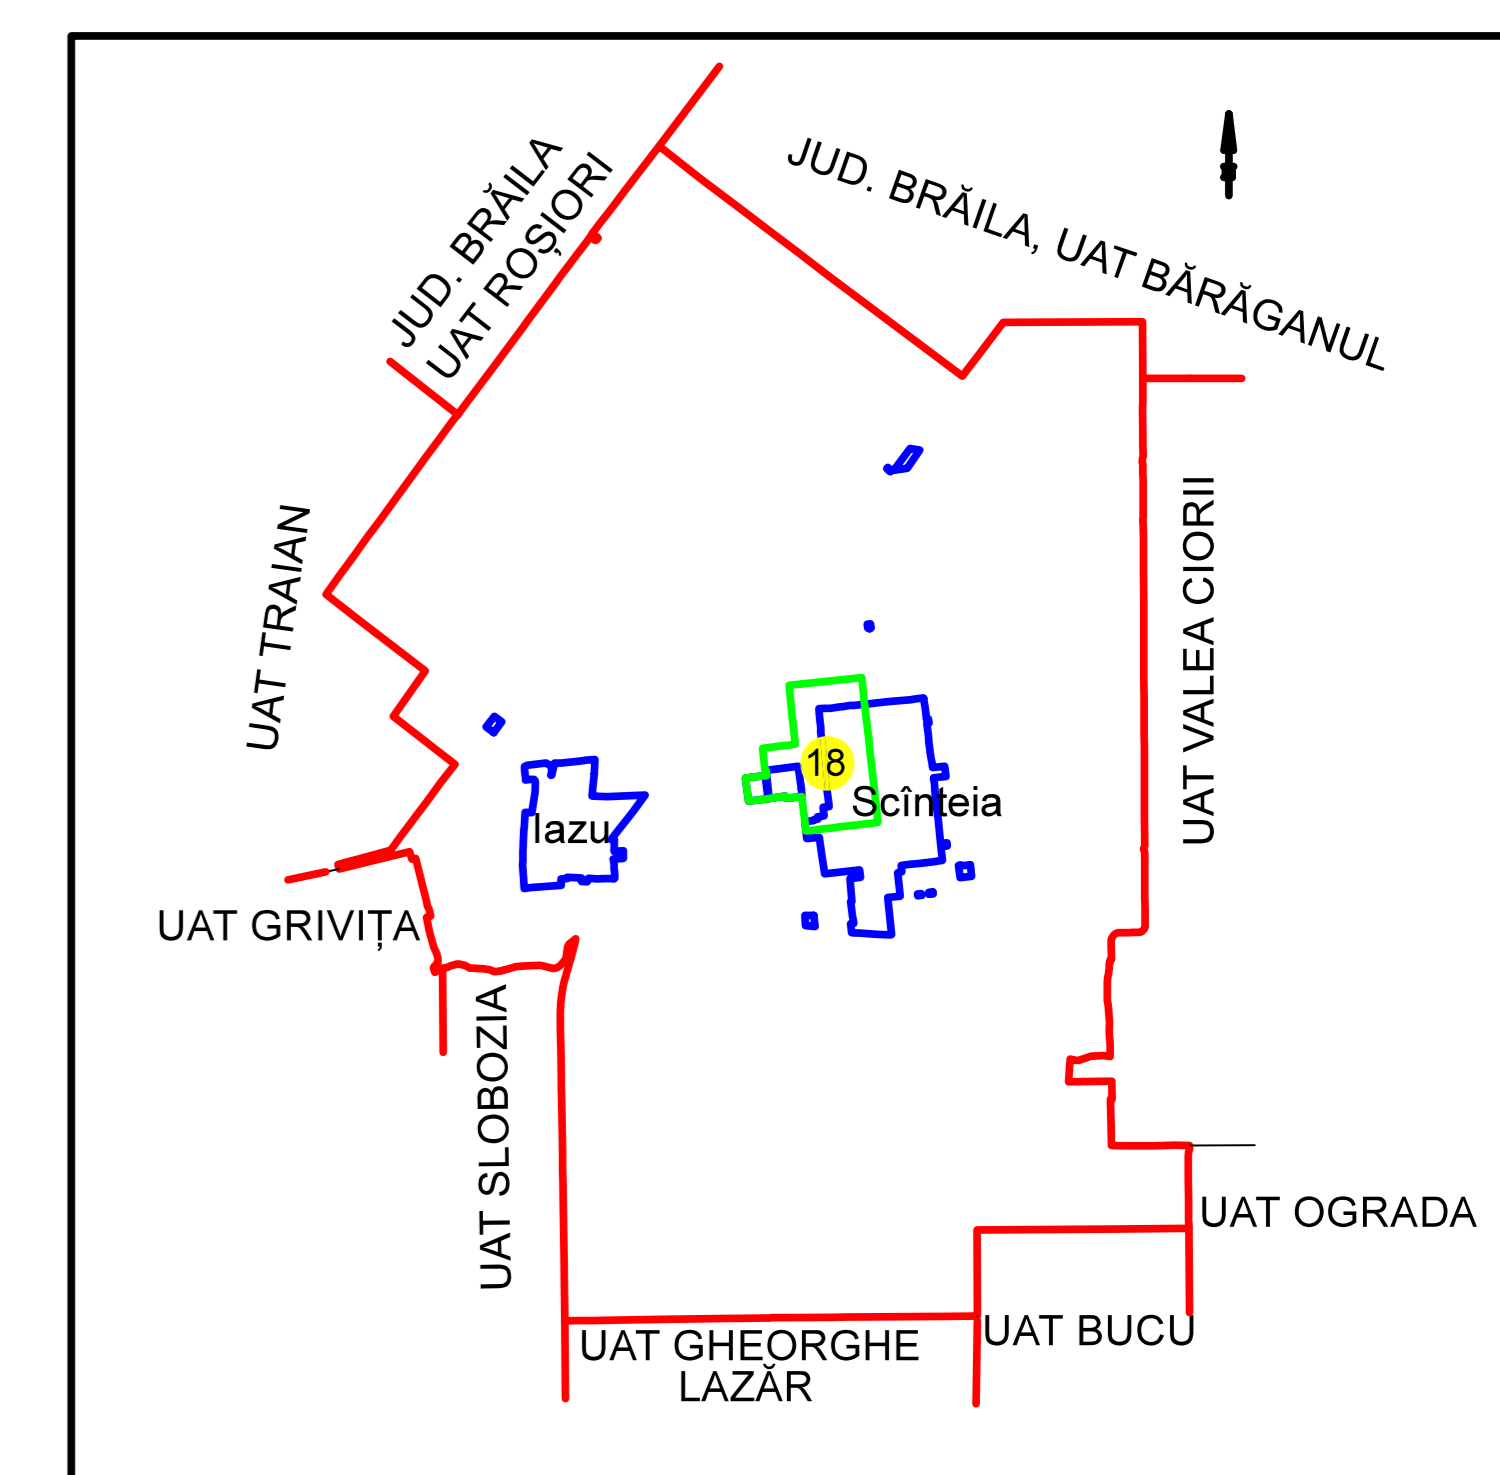 JUD. BRĂILA
UAT ROȘIORI
JUD. BRĂILA, UAT BĂRĂGANUL
UAT TRAIAN
UAT VALEA CIORII
18
Scînteia
Iazu
UAT GRIVIȚA
UAT SLOBOZIA
UAT OGRADA
UAT GHEORGHE
LAZĂR
UAT BUCU